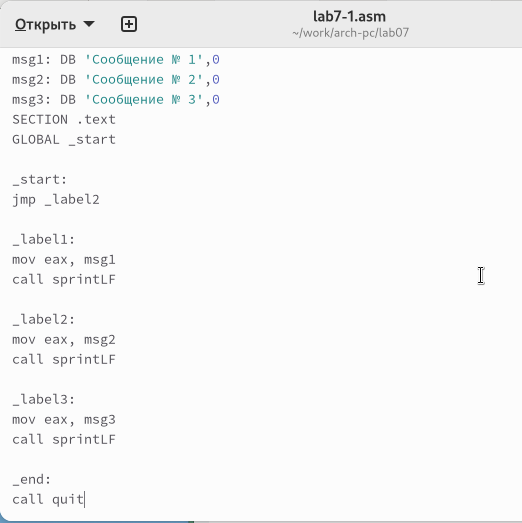 Открыть
lab7-1.asm
~/work/arch-pc/lab07
msg1: DB 'Сообщение № 1',0
msg2: DB 'Сообщение № 2',0
msg3: DB 'Сообщение № 3',0
SECTION .text
GLOBAL _start
_start:
jmp _label2
_label1:
mov eax, msg1
call sprintLF
_label2:
mov eax, msg2
call sprintLF
_label3:
mov eax, msg3
call sprintLF
_end:
call quit